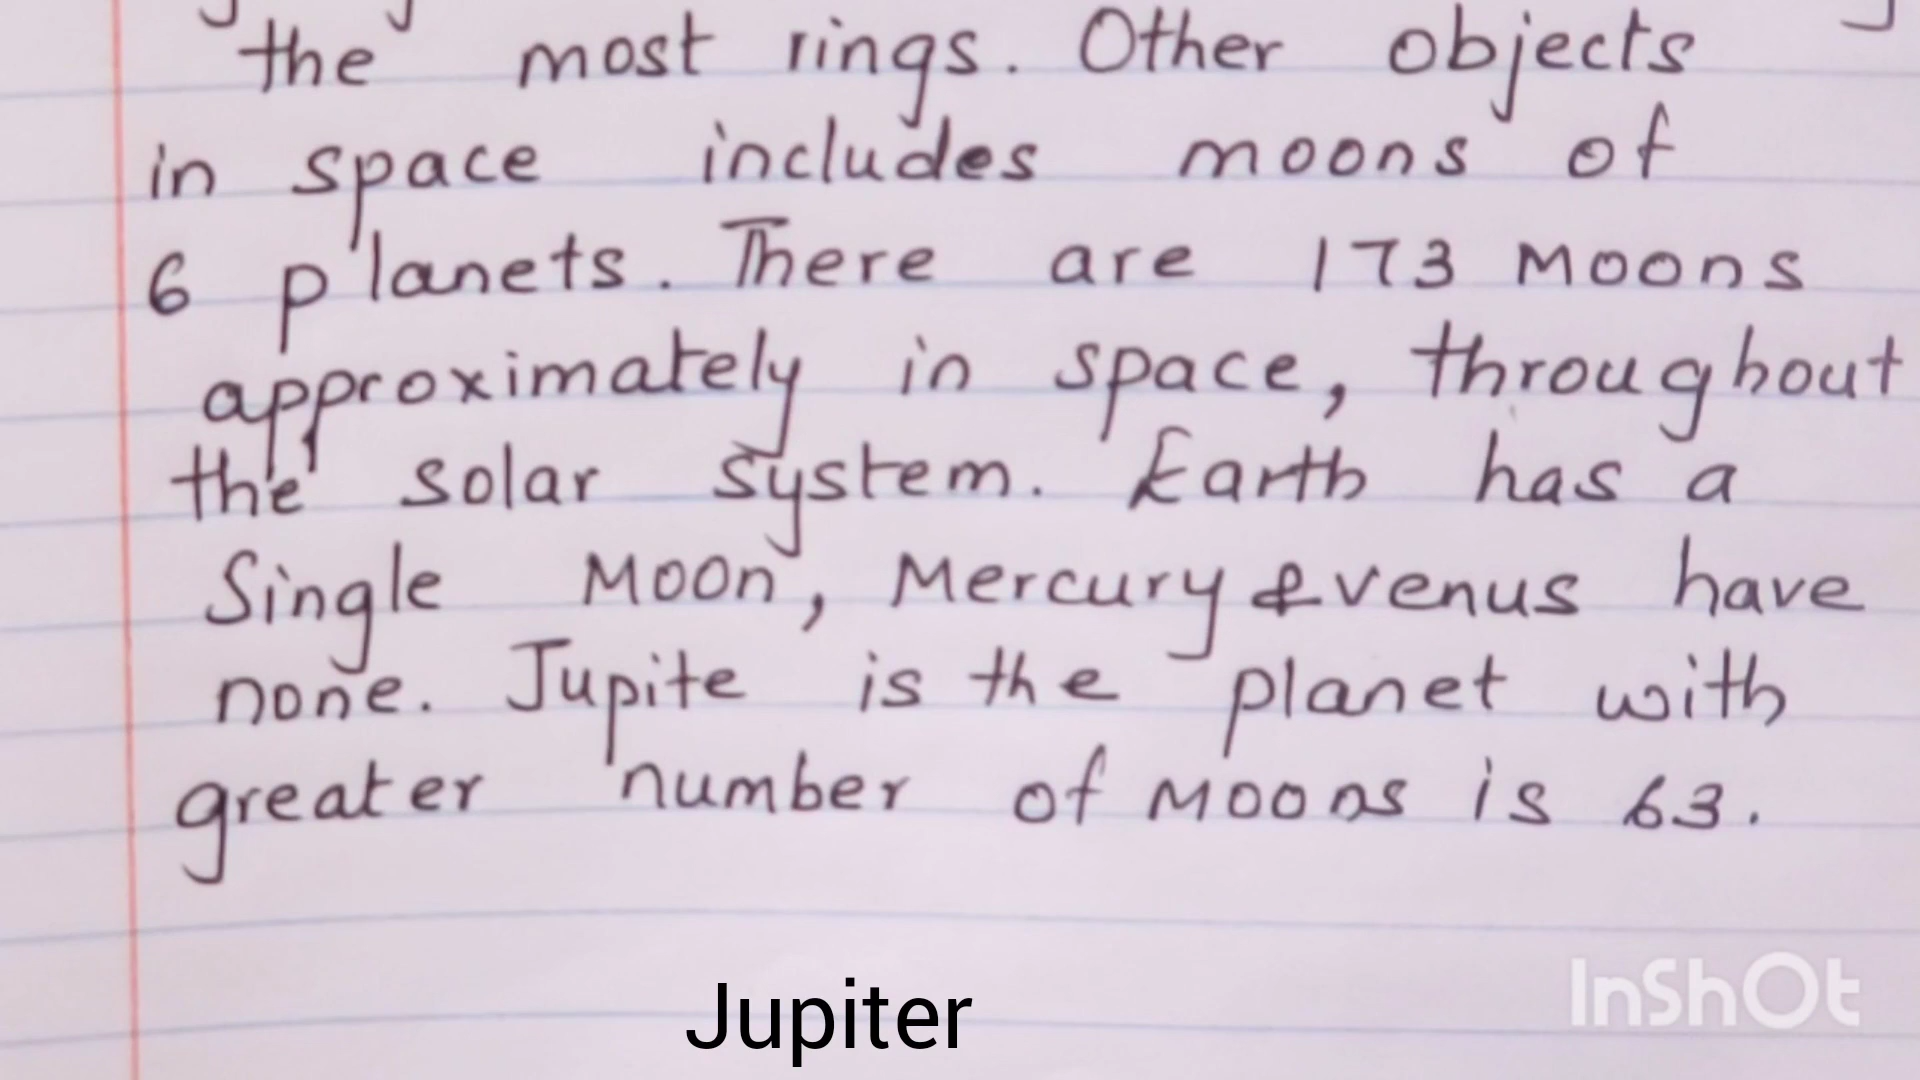 the most rings. Other objects
in space includes moons of
6 planets. There are 173 Moons
approximately in space, throughout
the solar system. Earth has a
Single Moon, Mercury & venus have
none. Jupite is the planet with
greater number of Moons is 63.
Jupiter
InShOt